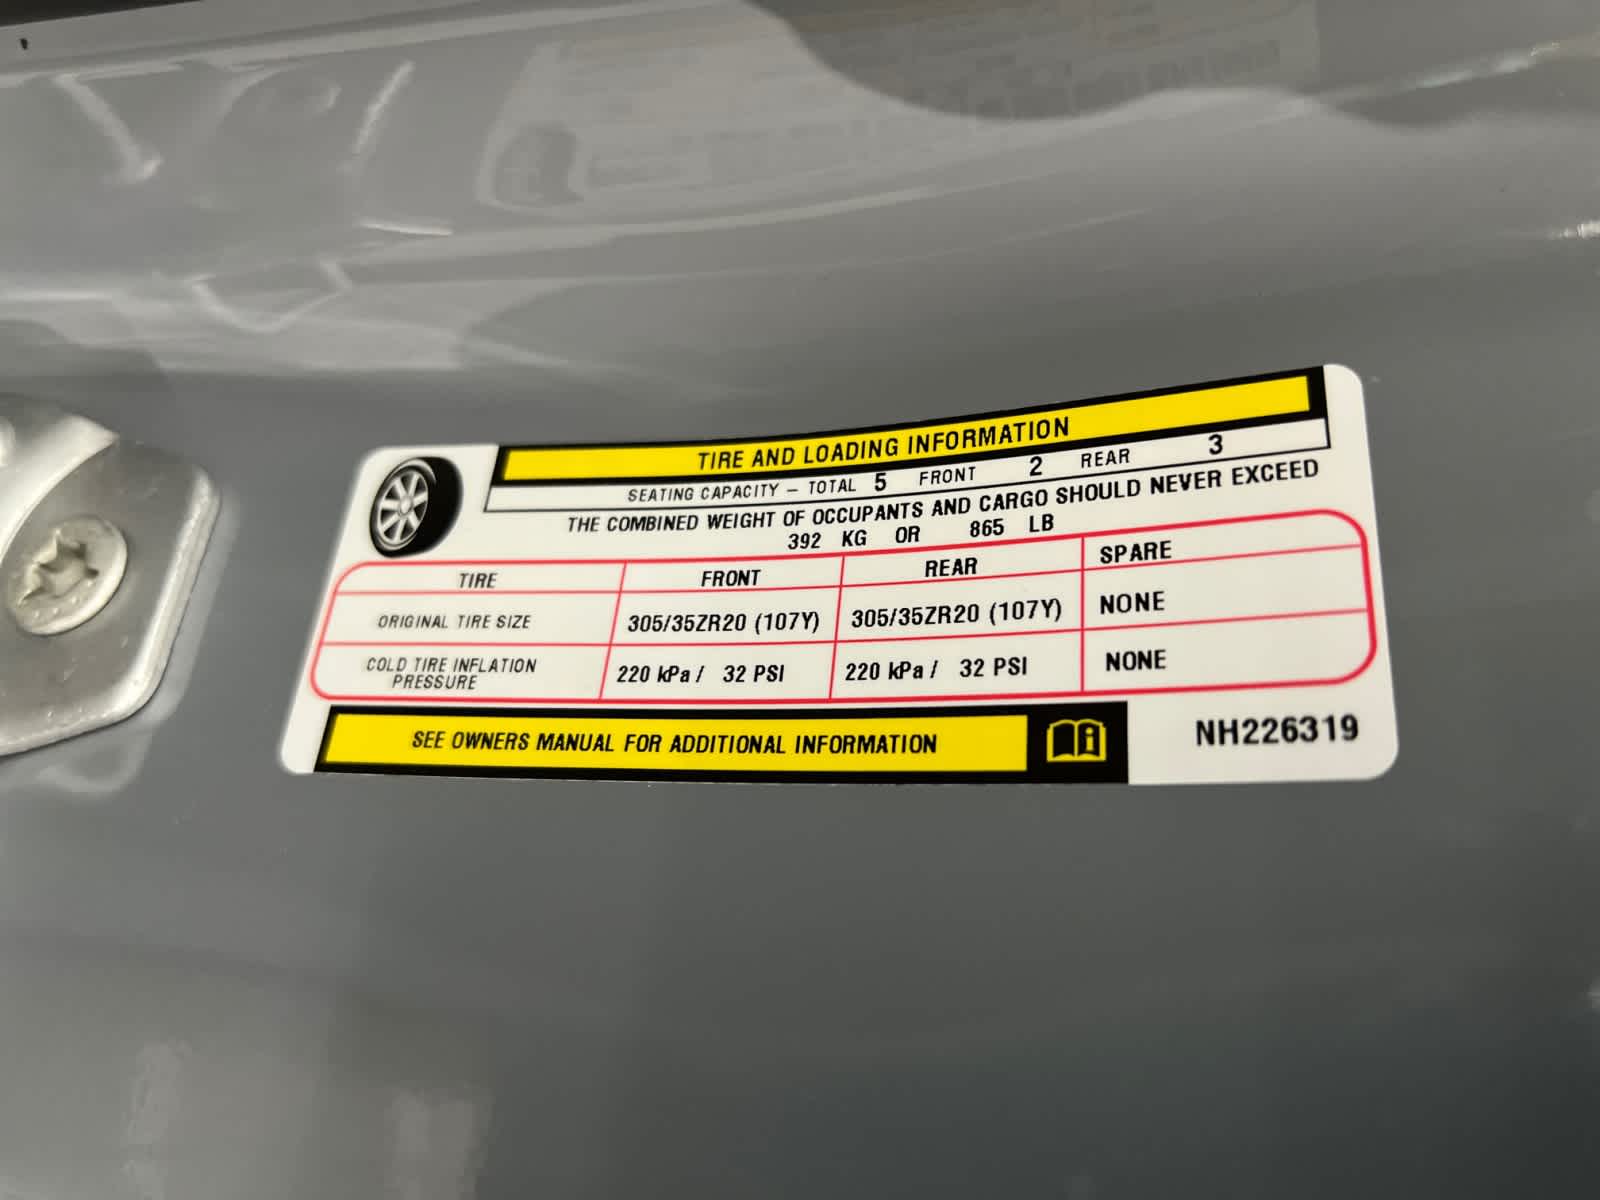 TIRE AND LOADING INFORMATION
SEATING CAPACITY – TOTAL 5 FRONT 2 REAR 3
THE COMBINED WEIGHT OF OCCUPANTS AND CARGO SHOULD NEVER EXCEED
392 KG OR 865 LB
TIRE FRONT REAR SPARE
ORIGINAL TIRE SIZE 305/35ZR20 (107Y) 305/35ZR20 (107Y) NONE
COLD TIRE INFLATION
PRESSURE 220 kPa / 32 PSI 220 kPa / 32 PSI NONE
SEE OWNERS MANUAL FOR ADDITIONAL INFORMATION
NH226319